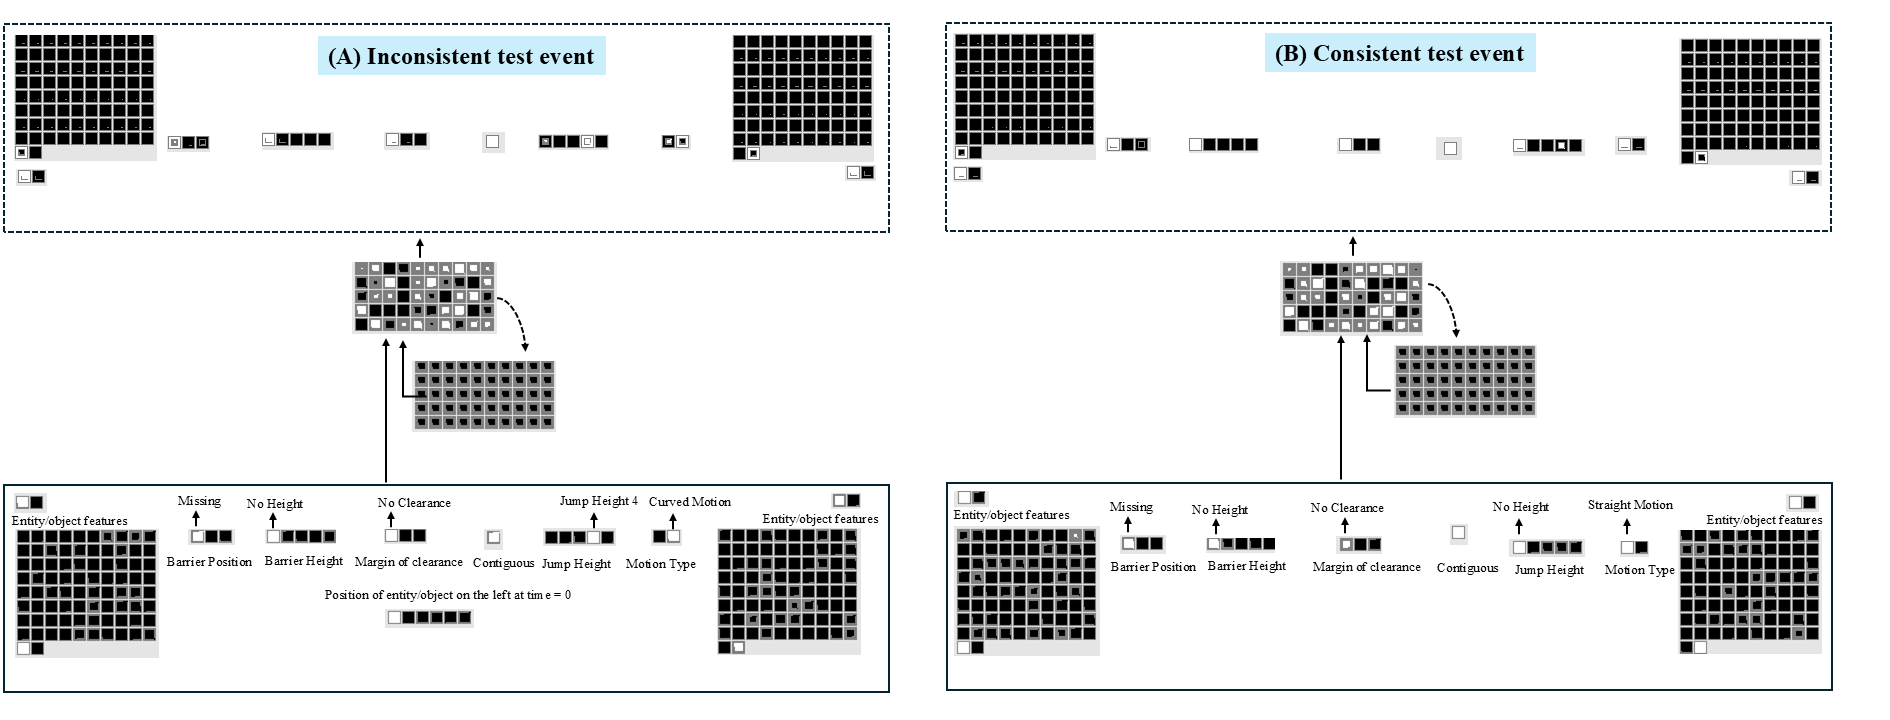 (A) Inconsistent test event
Missing
No Height
No Clearance
Jump Height 4
Curved Motion
Entity/object features
Entity/object features
Barrier Position
Barrier Height
Margin of clearance
Contiguous
Jump Height
Motion Type
Position of entity/object on the left at time = 0
(B) Consistent test event
Missing
No Height
No Clearance
No Height
Straight Motion
Entity/object features
Entity/object features
Barrier Position
Barrier Height
Margin of clearance
Contiguous
Jump Height
Motion Type